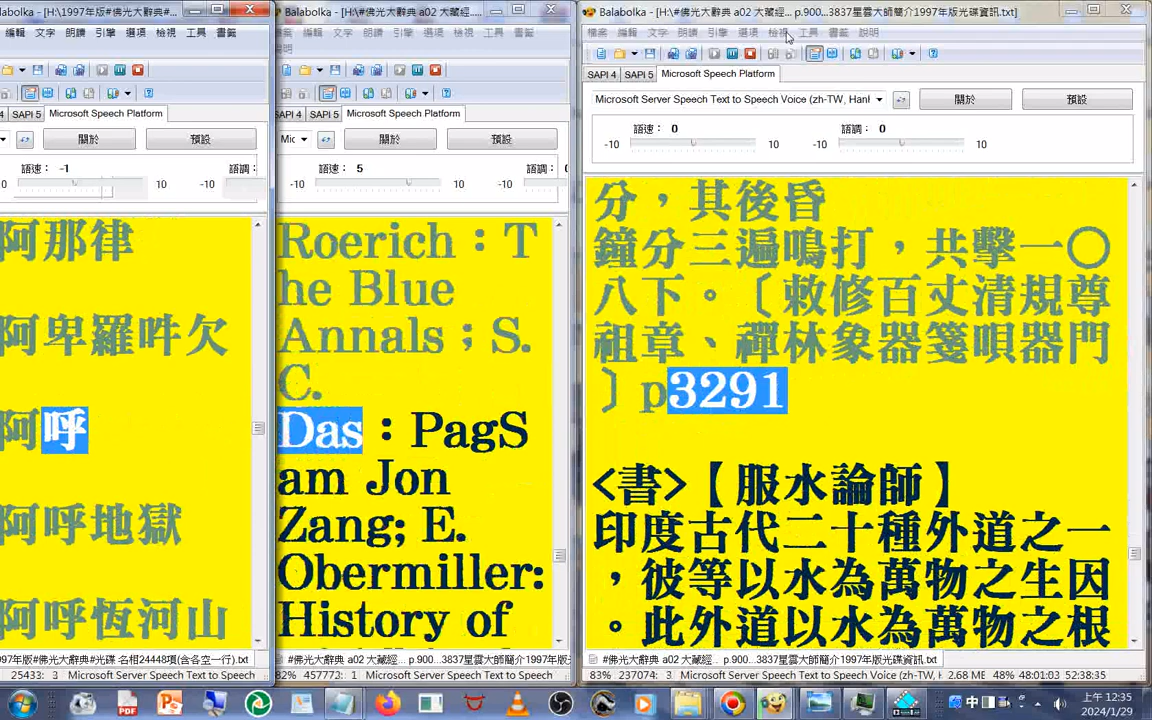 Balabolka - [H:\1997年版#佛光大辭典#...
編輯 文字 朗讀 引擎 選項 檢視 工具 書籤
SAPI 5 Microsoft Speech Platform
關於 預設
語速： -1 語調：
0 10 -10
阿那律
阿卑羅吽欠
阿呼
阿呼地獄
阿呼恆河山
997年版#佛光大辭典#光碟 名相24448項(含各空一行).txt
25433: 3 Microsoft Server Speech Text to Speech
Balabolka - [H:\#佛光大辭典 a02 大藏經...
檔案 編輯 文字 朗讀 引擎 選項 檢視 工具 書籤
說明
SAPI 4 SAPI 5 Microsoft Speech Platform
Mic 關於 預設
語速： 5 語調：
-10 10 -10
Roerich：T
he Blue
Annals；S.
C.
Das：PagS
am Jon
Zang; E.
Obermiller:
History of
#佛光大辭典 a02 大藏經... p.900...3837星雲大師簡介1997年版
82% 457772: 1 Microsoft Server Speech Text to Speech
Balabolka - [H:\#佛光大辭典 a02 大藏經... p.900...3837星雲大師簡介1997年版光碟資訊.txt]
檔案 編輯 文字 朗讀 引擎 選項 檢視 工具 書籤 說明
SAPI 4 SAPI 5 Microsoft Speech Platform
Microsoft Server Speech Text to Speech Voice (zh-TW, Hanl 關於 預設
語速： 0 語調： 0
-10 10 -10 10
分，其後昏
鐘分三遍鳴打，共擊一〇
八下。〔敕修百丈清規尊
祖章、禪林象器箋唄器門
〕p3291
<書>【服水論師】
印度古代二十種外道之一
，彼等以水為萬物之生因
。此外道以水為萬物之根
#佛光大辭典 a02 大藏經... p.900...3837星雲大師簡介1997年版光碟資訊.txt
83% 237074: 3 Microsoft Server Speech Text to Speech Voice (zh-TW, H 2.68 MB 48% 48:01:03 52:38:35
PDF
中
上午 12:35
2024/1/29